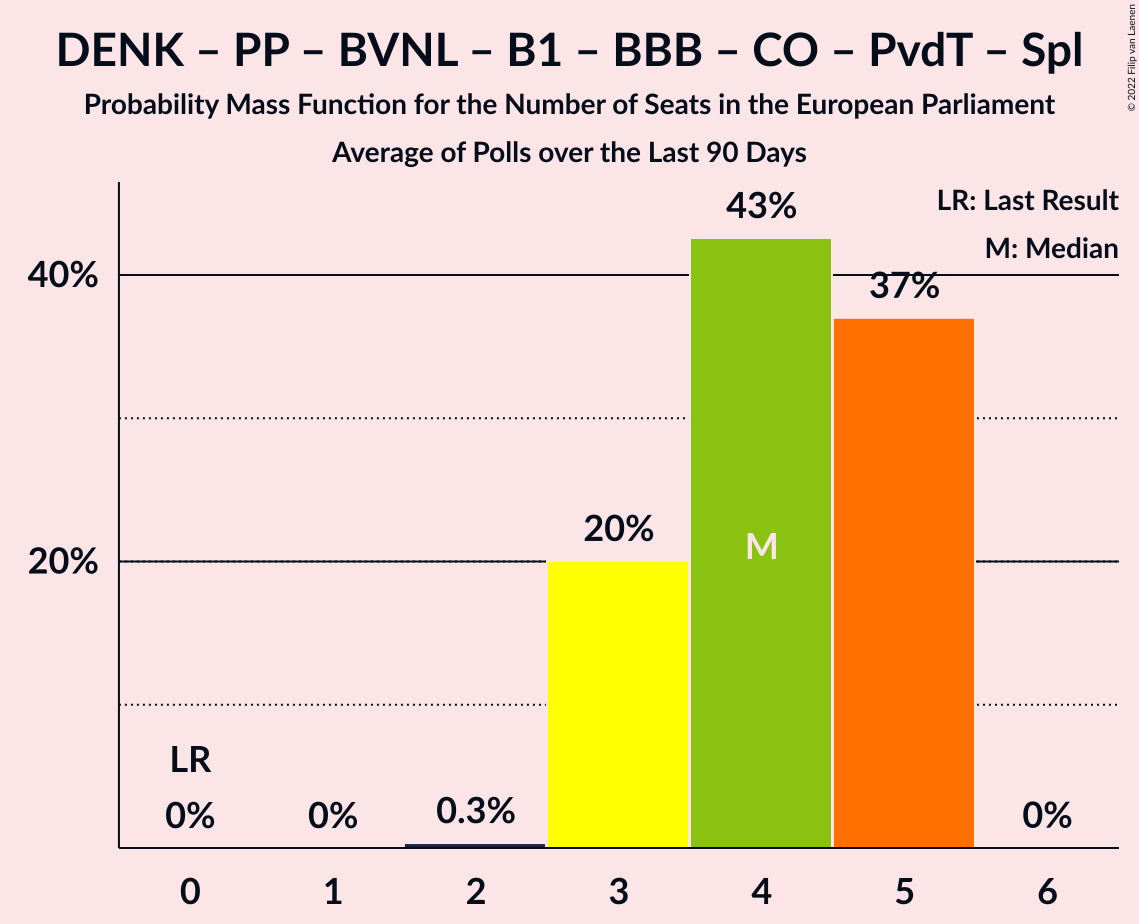 DENK – PP – BVNL – B1 – BBB – CO – PvdT – Spl
Probability Mass Function for the Number of Seats in the European Parliament
Average of Polls over the Last 90 Days
© 2022 Filip van Laenen
LR: Last Result
M: Median
43%
40%
37%
20%
20%
M
LR
0%
0%
0.3%
0%
0 1 2 3 4 5 6